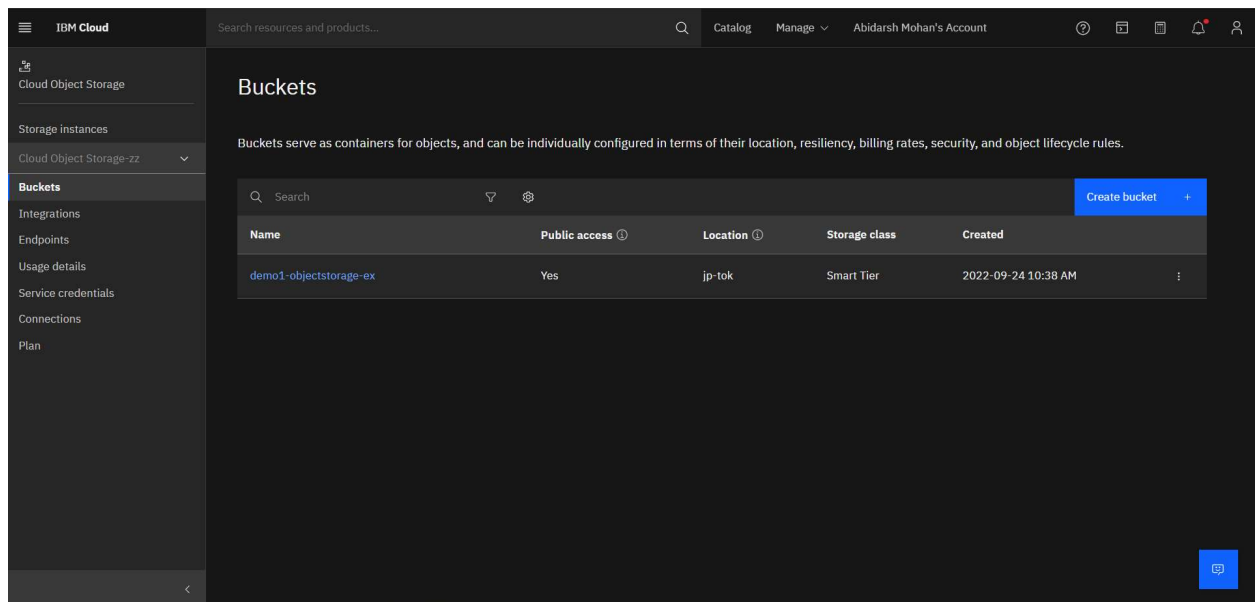 IBM Cloud
Search resources and products...
Catalog
Manage
Abidarsh Mohan's Account
Cloud Object Storage
Storage instances
Cloud Object Storage-zz
Buckets
Integrations
Endpoints
Usage details
Service credentials
Connections
Plan
Buckets
Buckets serve as containers for objects, and can be individually configured in terms of their location, resiliency, billing rates, security, and object lifecycle rules.
Search
Create bucket +
Name Public access Location Storage class Created
demo1-objectstorage-ex Yes jp-tok Smart Tier 2022-09-24 10:38 AM